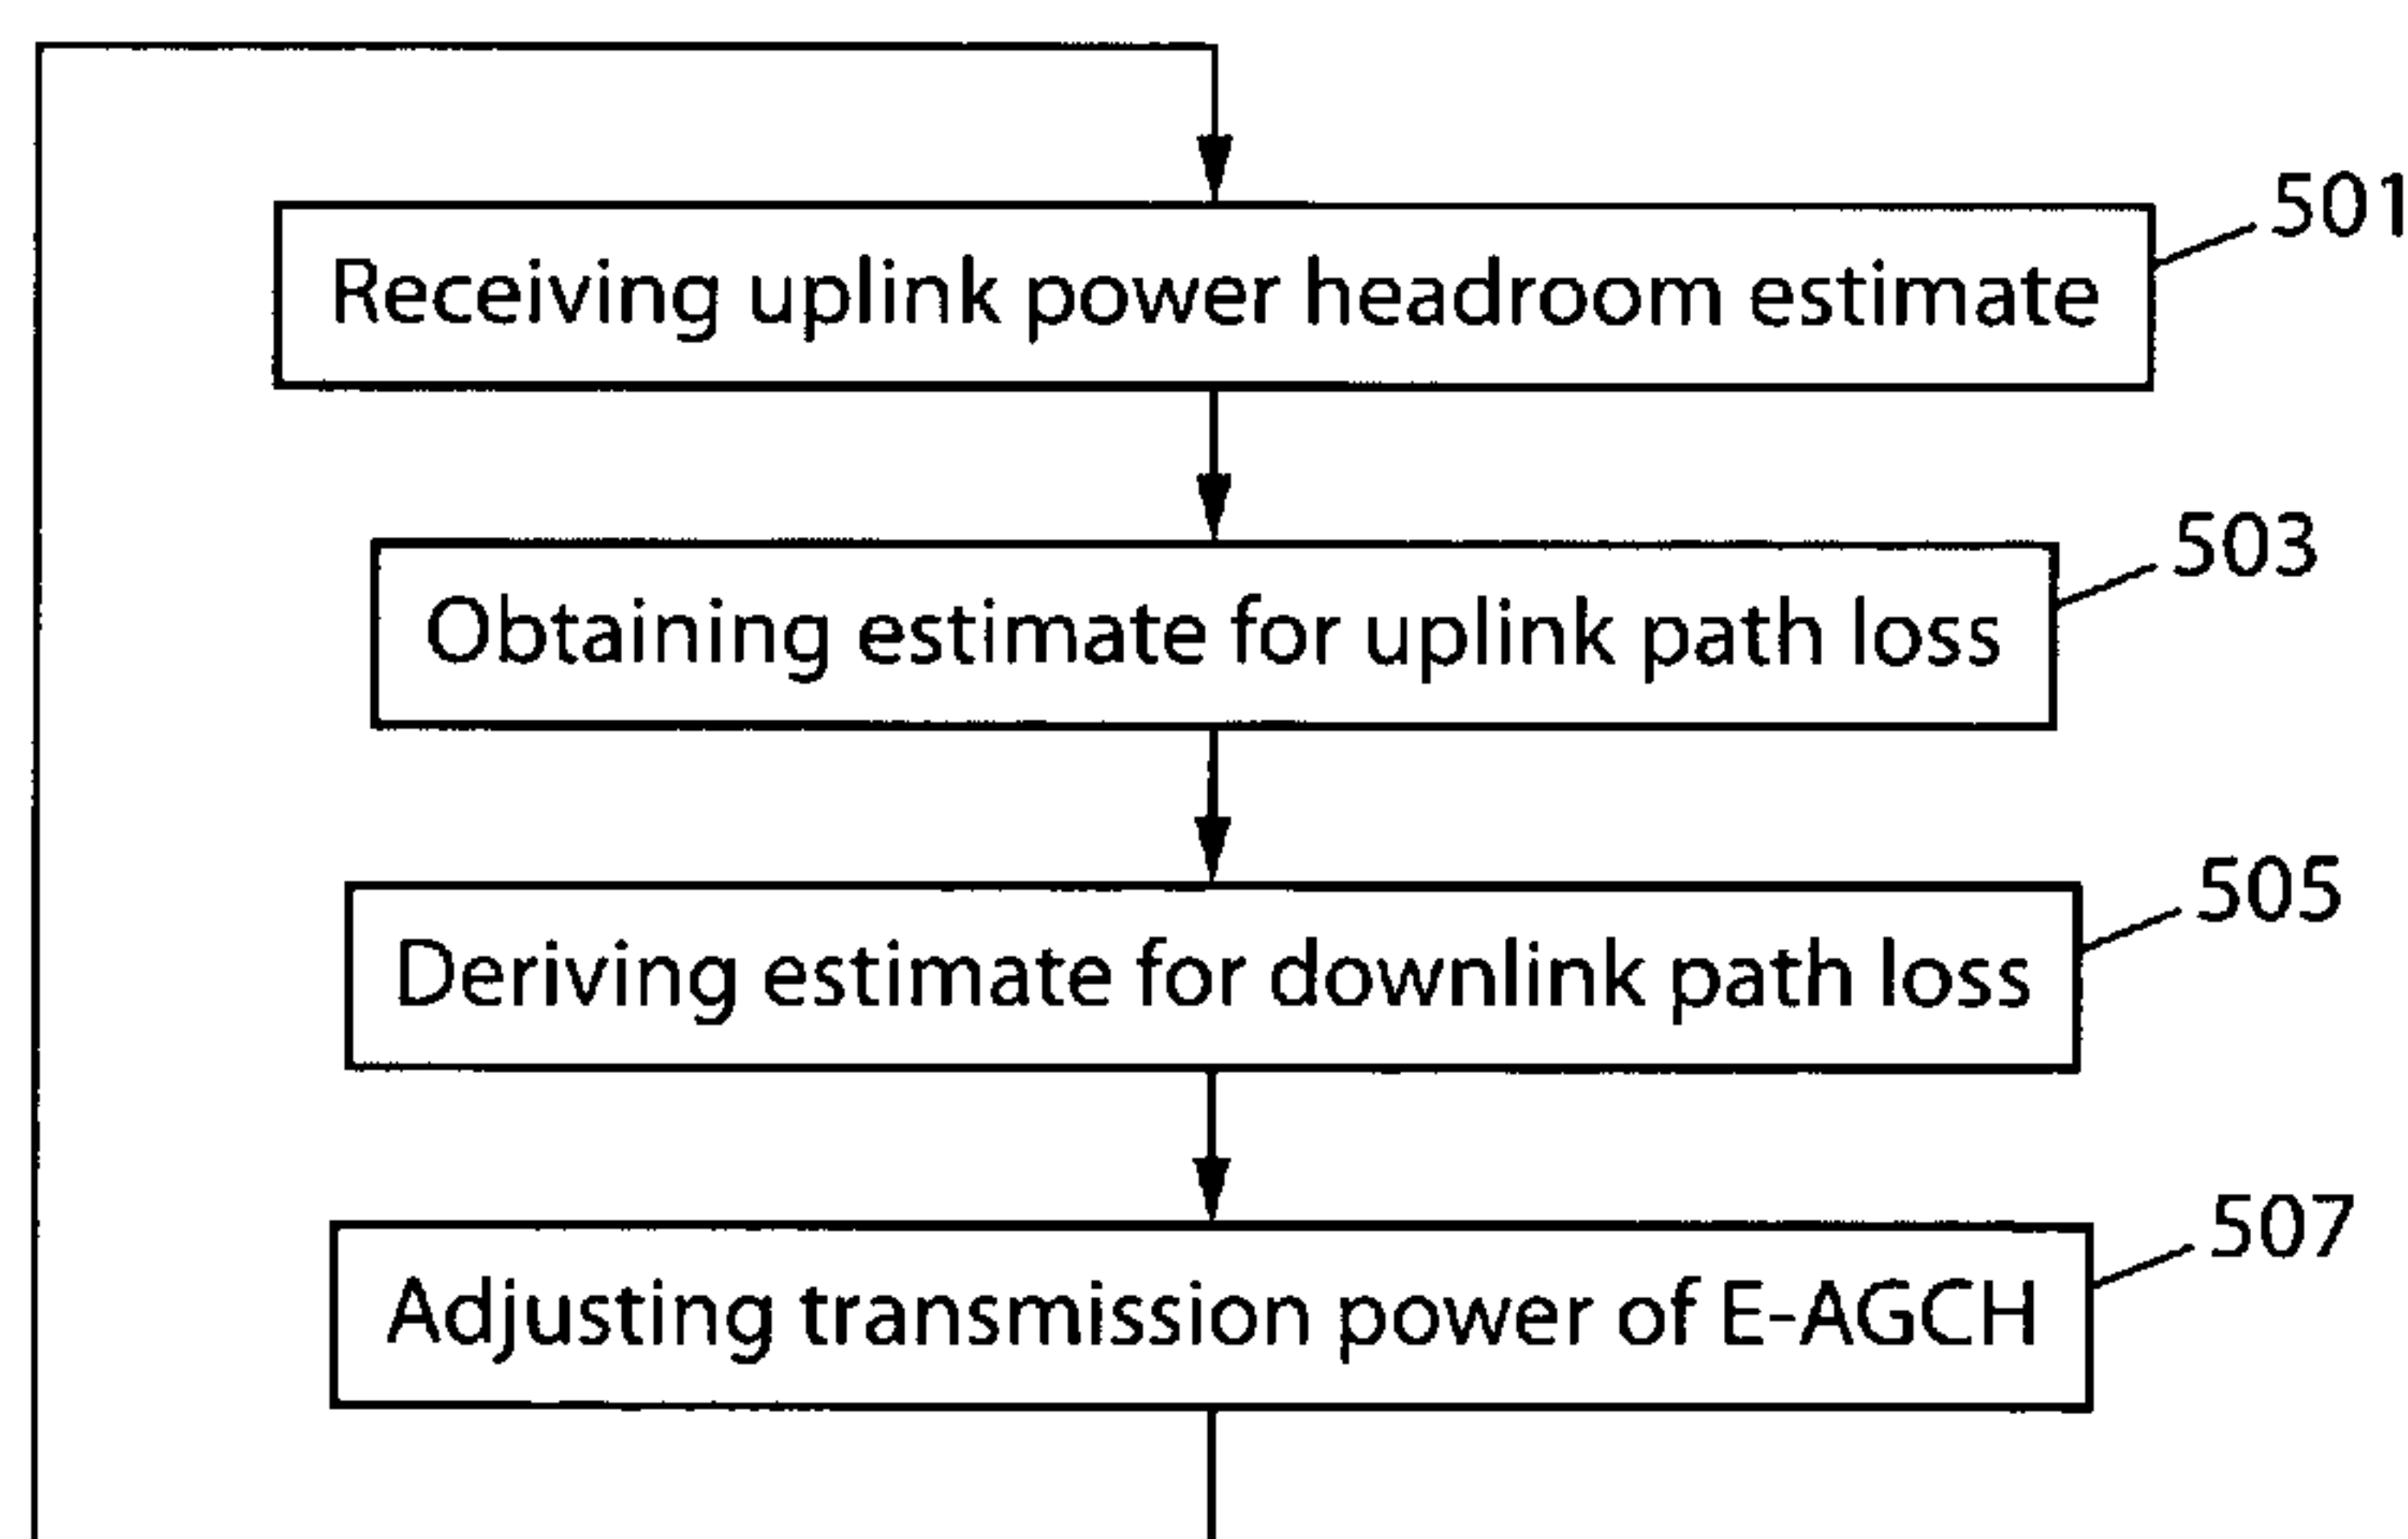 501
Receiving uplink power headroom estimate
503
Obtaining estimate for uplink path loss
505
Deriving estimate for downlink path loss
507
Adjusting transmission power of E-AGCH